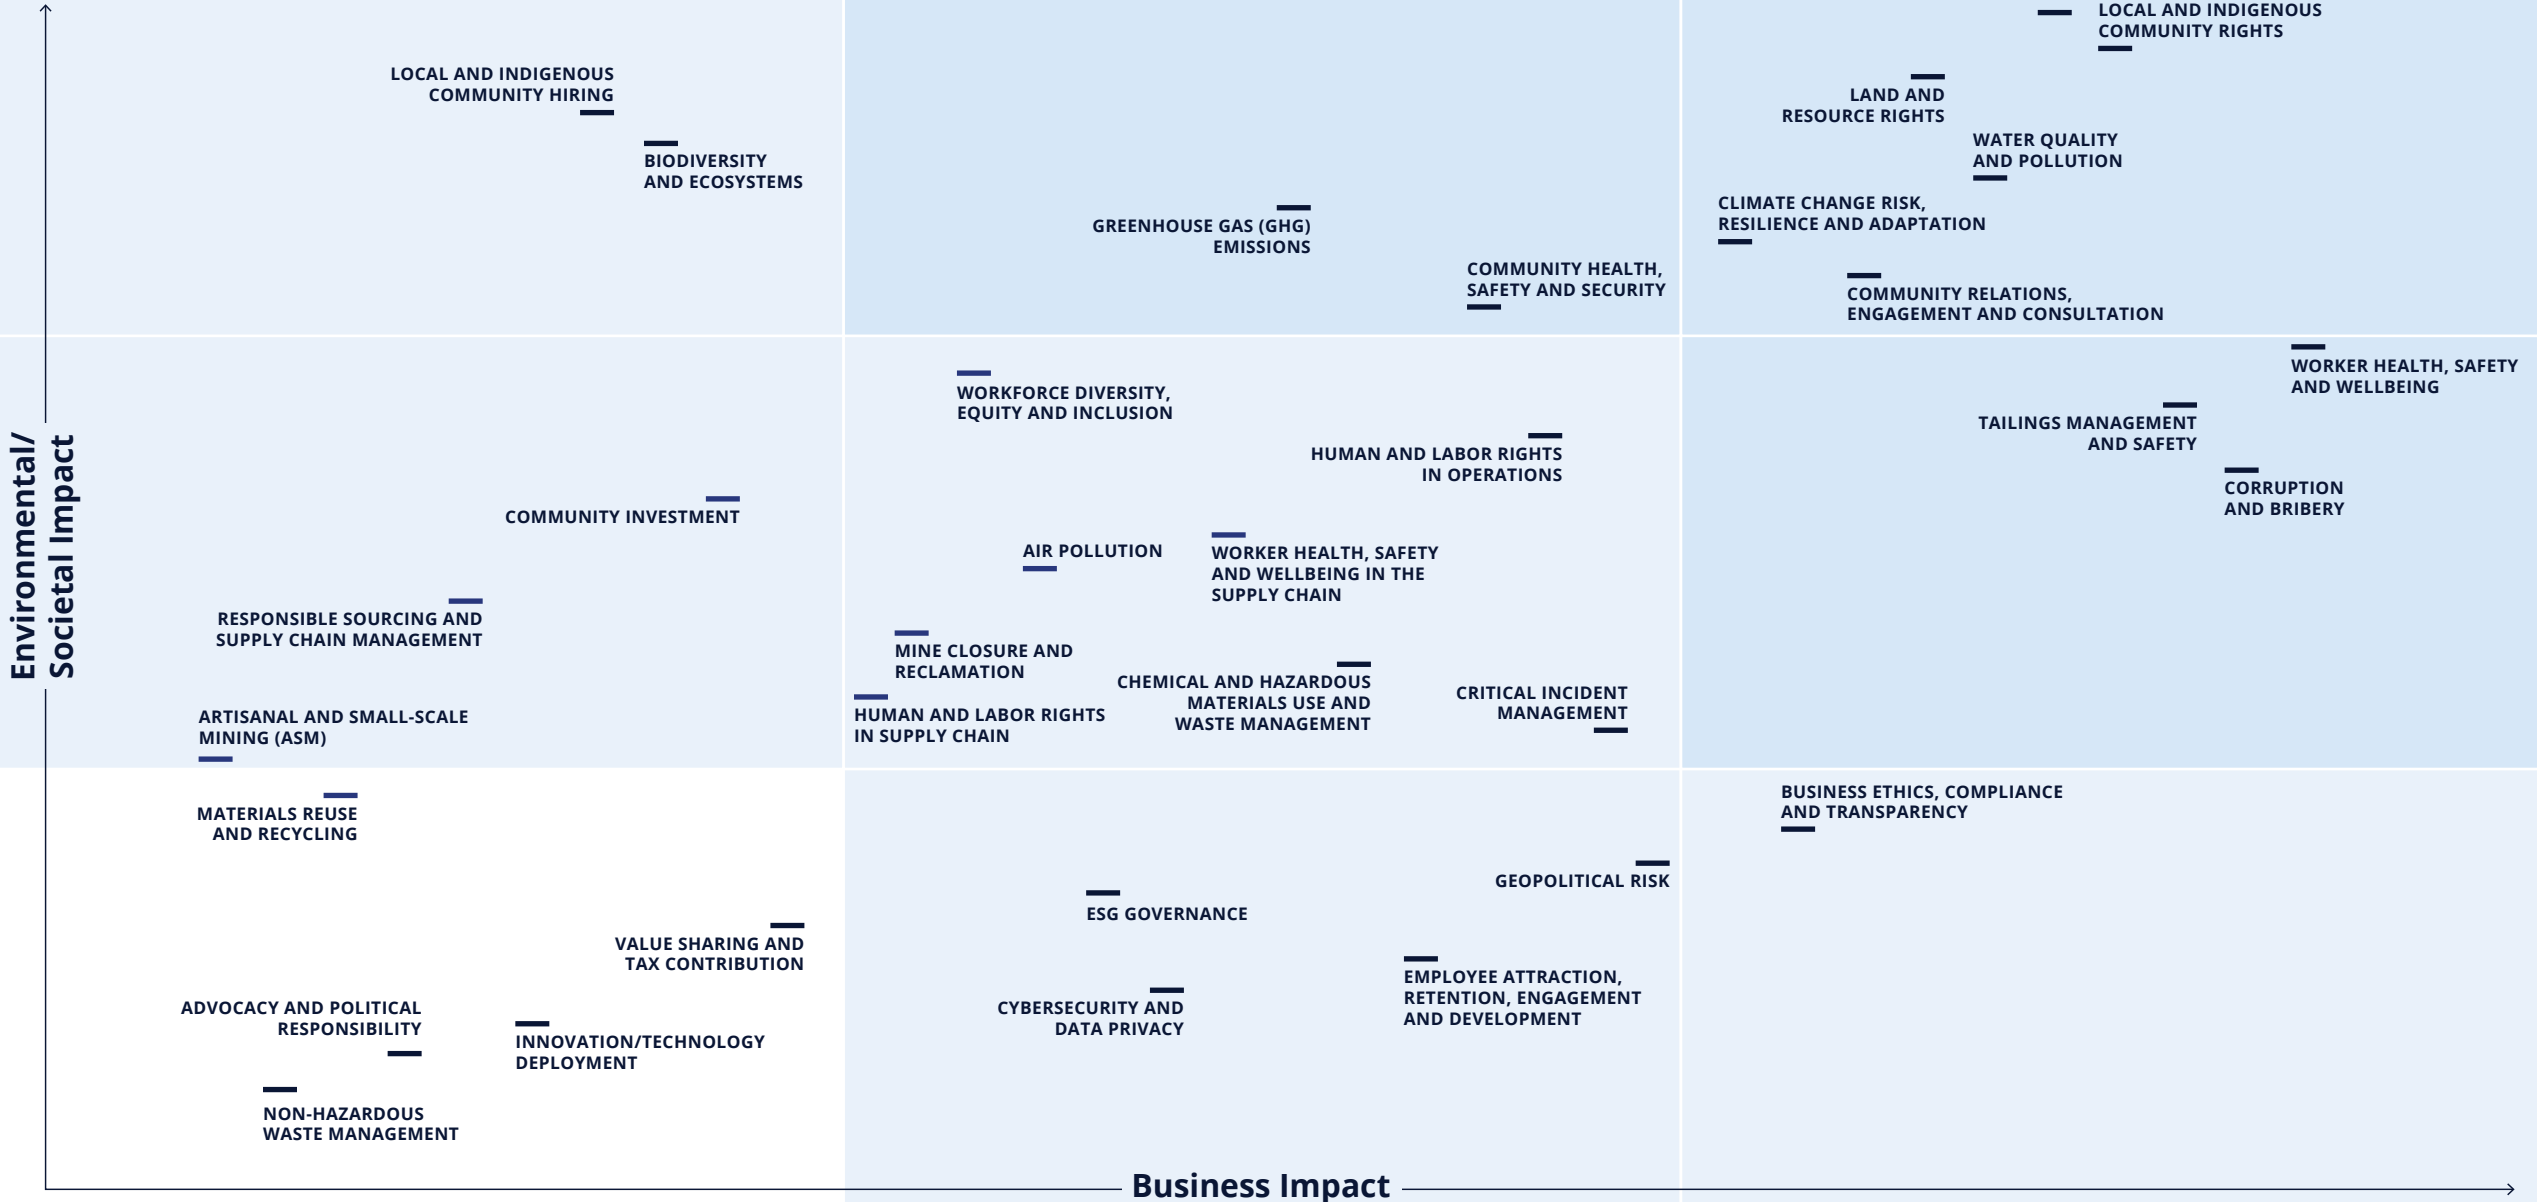 LOCAL AND INDIGENOUS
COMMUNITY RIGHTS
LOCAL AND INDIGENOUS
COMMUNITY HIRING
LAND AND
RESOURCE RIGHTS
WATER QUALITY
AND POLLUTION
BIODIVERSITY
AND ECOSYSTEMS
CLIMATE CHANGE RISK,
RESILIENCE AND ADAPTATION
GREENHOUSE GAS (GHG)
EMISSIONS
COMMUNITY HEALTH,
SAFETY AND SECURITY
COMMUNITY RELATIONS,
ENGAGEMENT AND CONSULTATION
WORKER HEALTH, SAFETY
AND WELLBEING
WORKFORCE DIVERSITY,
EQUITY AND INCLUSION
TAILINGS MANAGEMENT
AND SAFETY
HUMAN AND LABOR RIGHTS
IN OPERATIONS
CORRUPTION
AND BRIBERY
Environmental/
Societal Impact
COMMUNITY INVESTMENT
AIR POLLUTION
WORKER HEALTH, SAFETY
AND WELLBEING IN THE
SUPPLY CHAIN
RESPONSIBLE SOURCING AND
SUPPLY CHAIN MANAGEMENT
MINE CLOSURE AND
RECLAMATION
CHEMICAL AND HAZARDOUS
MATERIALS USE AND
WASTE MANAGEMENT
CRITICAL INCIDENT
MANAGEMENT
HUMAN AND LABOR RIGHTS
IN SUPPLY CHAIN
ARTISANAL AND SMALL-SCALE
MINING (ASM)
BUSINESS ETHICS, COMPLIANCE
AND TRANSPARENCY
MATERIALS REUSE
AND RECYCLING
GEOPOLITICAL RISK
ESG GOVERNANCE
VALUE SHARING AND
TAX CONTRIBUTION
EMPLOYEE ATTRACTION,
RETENTION, ENGAGEMENT
AND DEVELOPMENT
CYBERSECURITY AND
DATA PRIVACY
ADVOCACY AND POLITICAL
RESPONSIBILITY
INNOVATION/TECHNOLOGY
DEPLOYMENT
NON-HAZARDOUS
WASTE MANAGEMENT
Business Impact